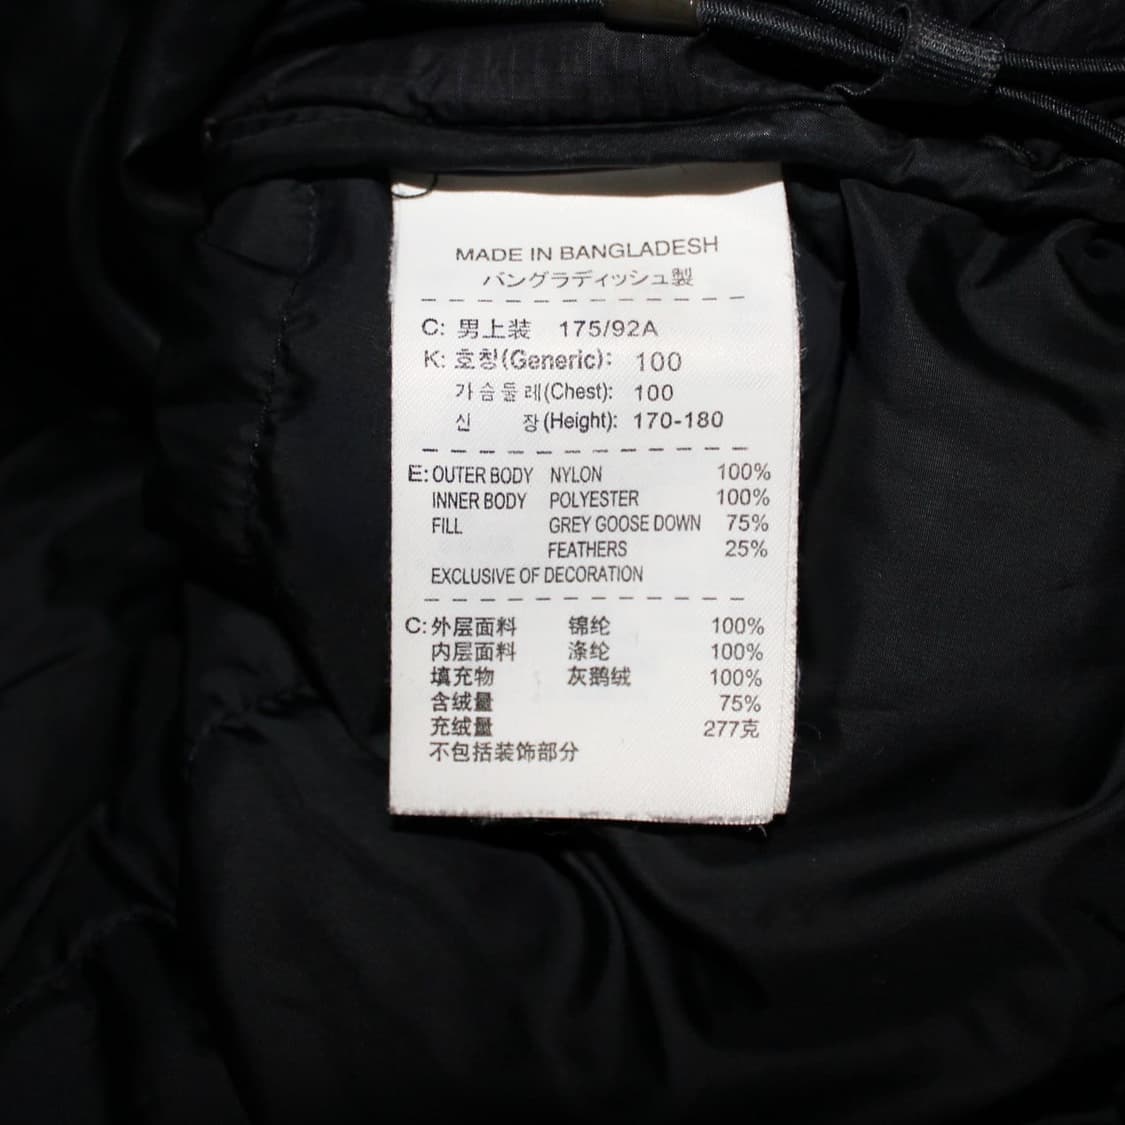 MADE IN BANGLADESH
バングラディッシュ製
C: 男上装 175/92A
K: 호칭(Generic): 100
가슴둘레(Chest): 100
신 장(Height): 170-180
E: OUTER BODY NYLON 100%
INNER BODY POLYESTER 100%
FILL GREY GOOSE DOWN 75%
FEATHERS 25%
EXCLUSIVE OF DECORATION
C: 外层面料 锦纶 100%
内层面料 涤纶 100%
填充物 灰鹅绒 100%
含绒量 75%
充绒量 277克
不包括装饰部分